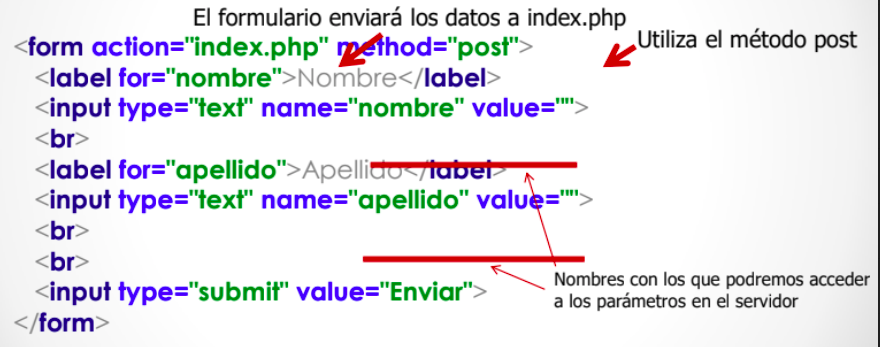 El formulario enviará los datos a index.php
<form action="index.php" method="post">
Utiliza el método post
<label for="nombre">Nombre</label>
<input type="text" name="nombre" value="">
<br>
<label for="apellido">Apellido</label>
<input type="text" name="apellido" value="">
<br>
<br>
<input type="submit" value="Enviar">
</form>
Nombres con los que podremos acceder
a los parámetros en el servidor